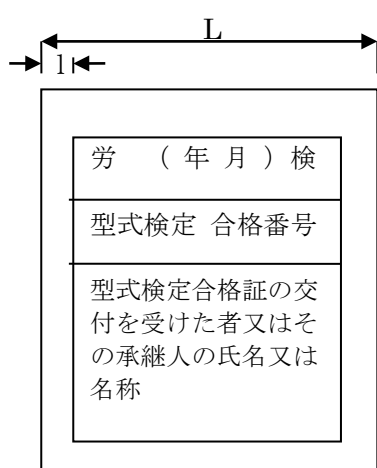 L
l
労 （年月）検
型式検定 合格番号
型式検定合格証の交
付を受けた者又はそ
の承継人の氏名又は
名称